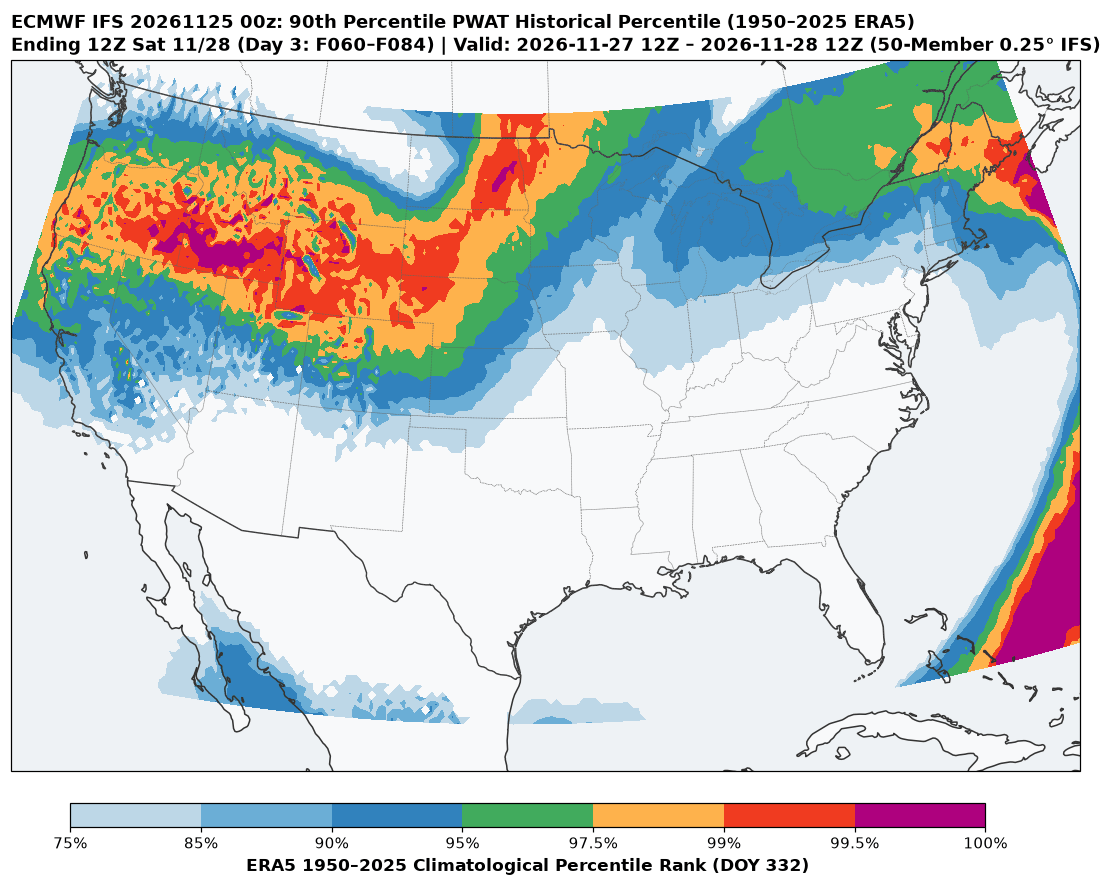 ECMWF IFS 20261125 00z: 90th Percentile PWAT Historical Percentile (1950–2025 ERA5)
Ending 12Z Sat 11/28 (Day 3: F060–F084) | Valid: 2026-11-27 12Z – 2026-11-28 12Z (50-Member 0.25° IFS)
75% 85% 90% 95% 97.5% 99% 99.5% 100%
ERA5 1950–2025 Climatological Percentile Rank (DOY 332)